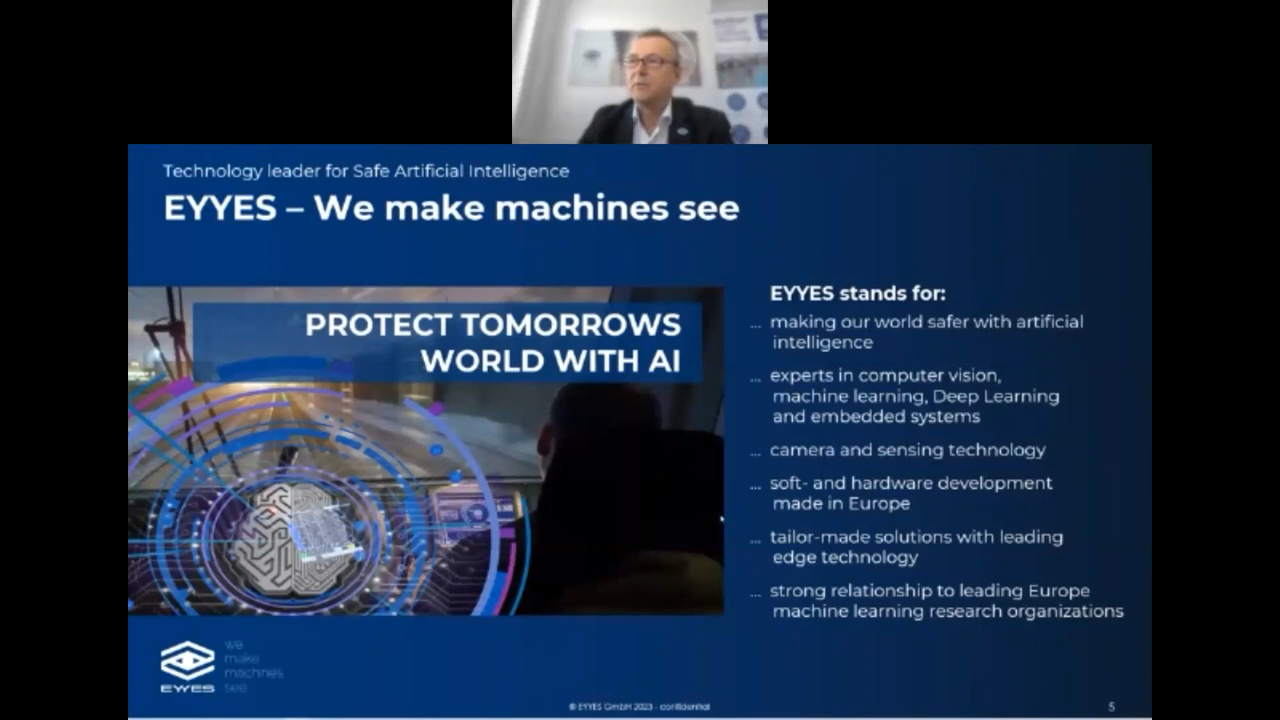 Technology leader for Safe Artificial Intelligence
EYYES – We make machines see
PROTECT TOMORROWS
WORLD WITH AI
EYYES stands for:
... making our world safer with artificial
intelligence
... experts in computer vision,
machine learning, Deep Learning
and embedded systems
... camera and sensing technology
... soft- and hardware development
made in Europe
... tailor-made solutions with leading
edge technology
... strong relationship to leading Europe
machine learning research organizations
we
make
machines
see
EYYES
© EYYES GmbH 2023 - confidential
5